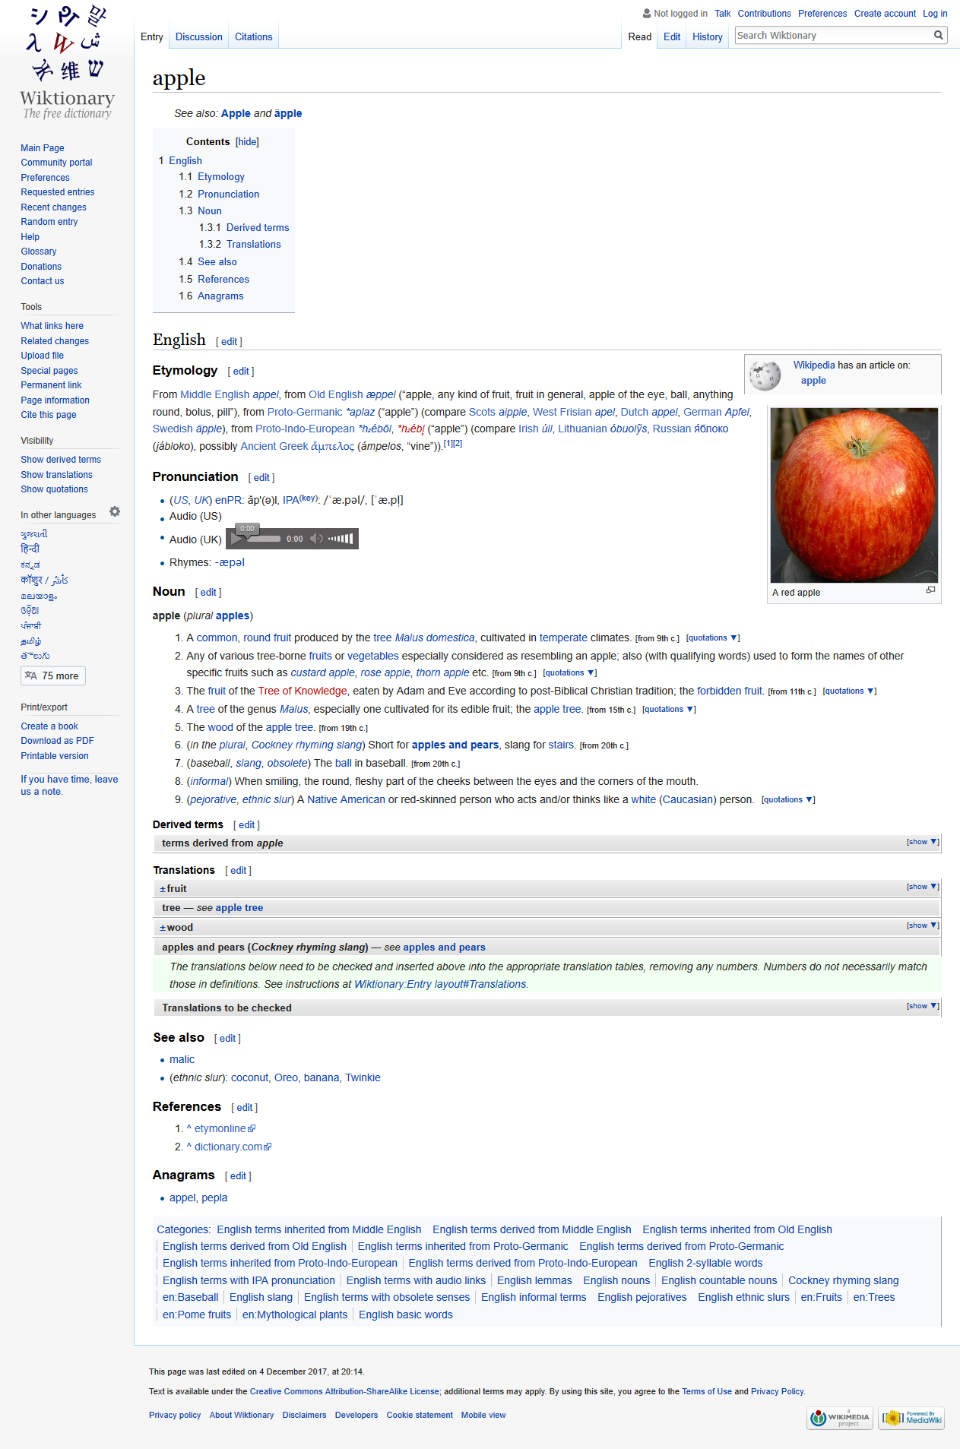 Not logged in Talk Contributions Preferences Create account Log in
Entry Discussion Citations Read Edit History Search Wiktionary
Wiktionary
The free dictionary
Main Page
Community portal
Preferences
Requested entries
Recent changes
Random entry
Help
Glossary
Donations
Contact us
Tools
What links here
Related changes
Upload file
Special pages
Permanent link
Page information
Cite this page
Visibility
Show derived terms
Show translations
Show quotations
In other languages
ગુજરાતી
हिन्दी
ಕನ್ನಡ
कॉशुर / کٲشُر
മലയാളം
ଓଡ଼ିଆ
ਪੰਜਾਬੀ
தமிழ்
తెలుగు
75 more
Print/export
Create a book
Download as PDF
Printable version
If you have time, leave
us a note.
apple
See also: Apple and äpple
Contents [hide]
1 English
1.1 Etymology
1.2 Pronunciation
1.3 Noun
1.3.1 Derived terms
1.3.2 Translations
1.4 See also
1.5 References
1.6 Anagrams
English [ edit ]
Wikipedia has an article on:
apple
A red apple
Etymology [ edit ]
From Middle English appel, from Old English æppel (“apple, any kind of fruit, fruit in general, apple of the eye, ball, anything
round, bolus, pill”), from Proto-Germanic *aplaz (“apple”) (compare Scots aipple, West Frisian apel, Dutch appel, German Apfel,
Swedish äpple), from Proto-Indo-European *h₂ébōl, *h₂ébl̥ (“apple”) (compare Irish úll, Lithuanian óbuolỹs, Russian я́блоко
(jábloko), possibly Ancient Greek ἄμπελος (ámpelos, “vine”)).[1][2]
Pronunciation [ edit ]
(US, UK) enPR: ăp'(ə)l, IPA(key): /ˈæ.pəl/, [ˈæ.pl̩]
Audio (US)
Audio (UK) 0:00 0:00
Rhymes: -æpəl
Noun [ edit ]
apple (plural apples)
1. A common, round fruit produced by the tree Malus domestica, cultivated in temperate climates. [from 9th c.] [quotations ▼]
2. Any of various tree-borne fruits or vegetables especially considered as resembling an apple; also (with qualifying words) used to form the names of other
specific fruits such as custard apple, rose apple, thorn apple etc. [from 9th c.] [quotations ▼]
3. The fruit of the Tree of Knowledge, eaten by Adam and Eve according to post-Biblical Christian tradition; the forbidden fruit. [from 11th c.] [quotations ▼]
4. A tree of the genus Malus, especially one cultivated for its edible fruit; the apple tree. [from 15th c.] [quotations ▼]
5. The wood of the apple tree. [from 19th c.]
6. (in the plural, Cockney rhyming slang) Short for apples and pears, slang for stairs. [from 20th c.]
7. (baseball, slang, obsolete) The ball in baseball. [from 20th c.]
8. (informal) When smiling, the round, fleshy part of the cheeks between the eyes and the corners of the mouth.
9. (pejorative, ethnic slur) A Native American or red-skinned person who acts and/or thinks like a white (Caucasian) person. [quotations ▼]
Derived terms [ edit ]
terms derived from apple [show ▼]
Translations [ edit ]
±fruit [show ▼]
tree — see apple tree
±wood [show ▼]
apples and pears (Cockney rhyming slang) — see apples and pears
The translations below need to be checked and inserted above into the appropriate translation tables, removing any numbers. Numbers do not necessarily match
those in definitions. See instructions at Wiktionary:Entry layout#Translations.
Translations to be checked [show ▼]
See also [ edit ]
malic
(ethnic slur): coconut, Oreo, banana, Twinkie
References [ edit ]
1. ^ etymonline
2. ^ dictionary.com
Anagrams [ edit ]
appel, pepla
Categories: English terms inherited from Middle English English terms derived from Middle English English terms inherited from Old English
English terms derived from Old English English terms inherited from Proto-Germanic English terms derived from Proto-Germanic
English terms inherited from Proto-Indo-European English terms derived from Proto-Indo-European English 2-syllable words
English terms with IPA pronunciation English terms with audio links English lemmas English nouns English countable nouns Cockney rhyming slang
en:Baseball English slang English terms with obsolete senses English informal terms English pejoratives English ethnic slurs en:Fruits en:Trees
en:Pome fruits en:Mythological plants English basic words
This page was last edited on 4 December 2017, at 20:14.
Text is available under the Creative Commons Attribution-ShareAlike License; additional terms may apply. By using this site, you agree to the Terms of Use and Privacy Policy.
Privacy policy About Wiktionary Disclaimers Developers Cookie statement Mobile view
A WIKIMEDIA project Powered By MediaWiki